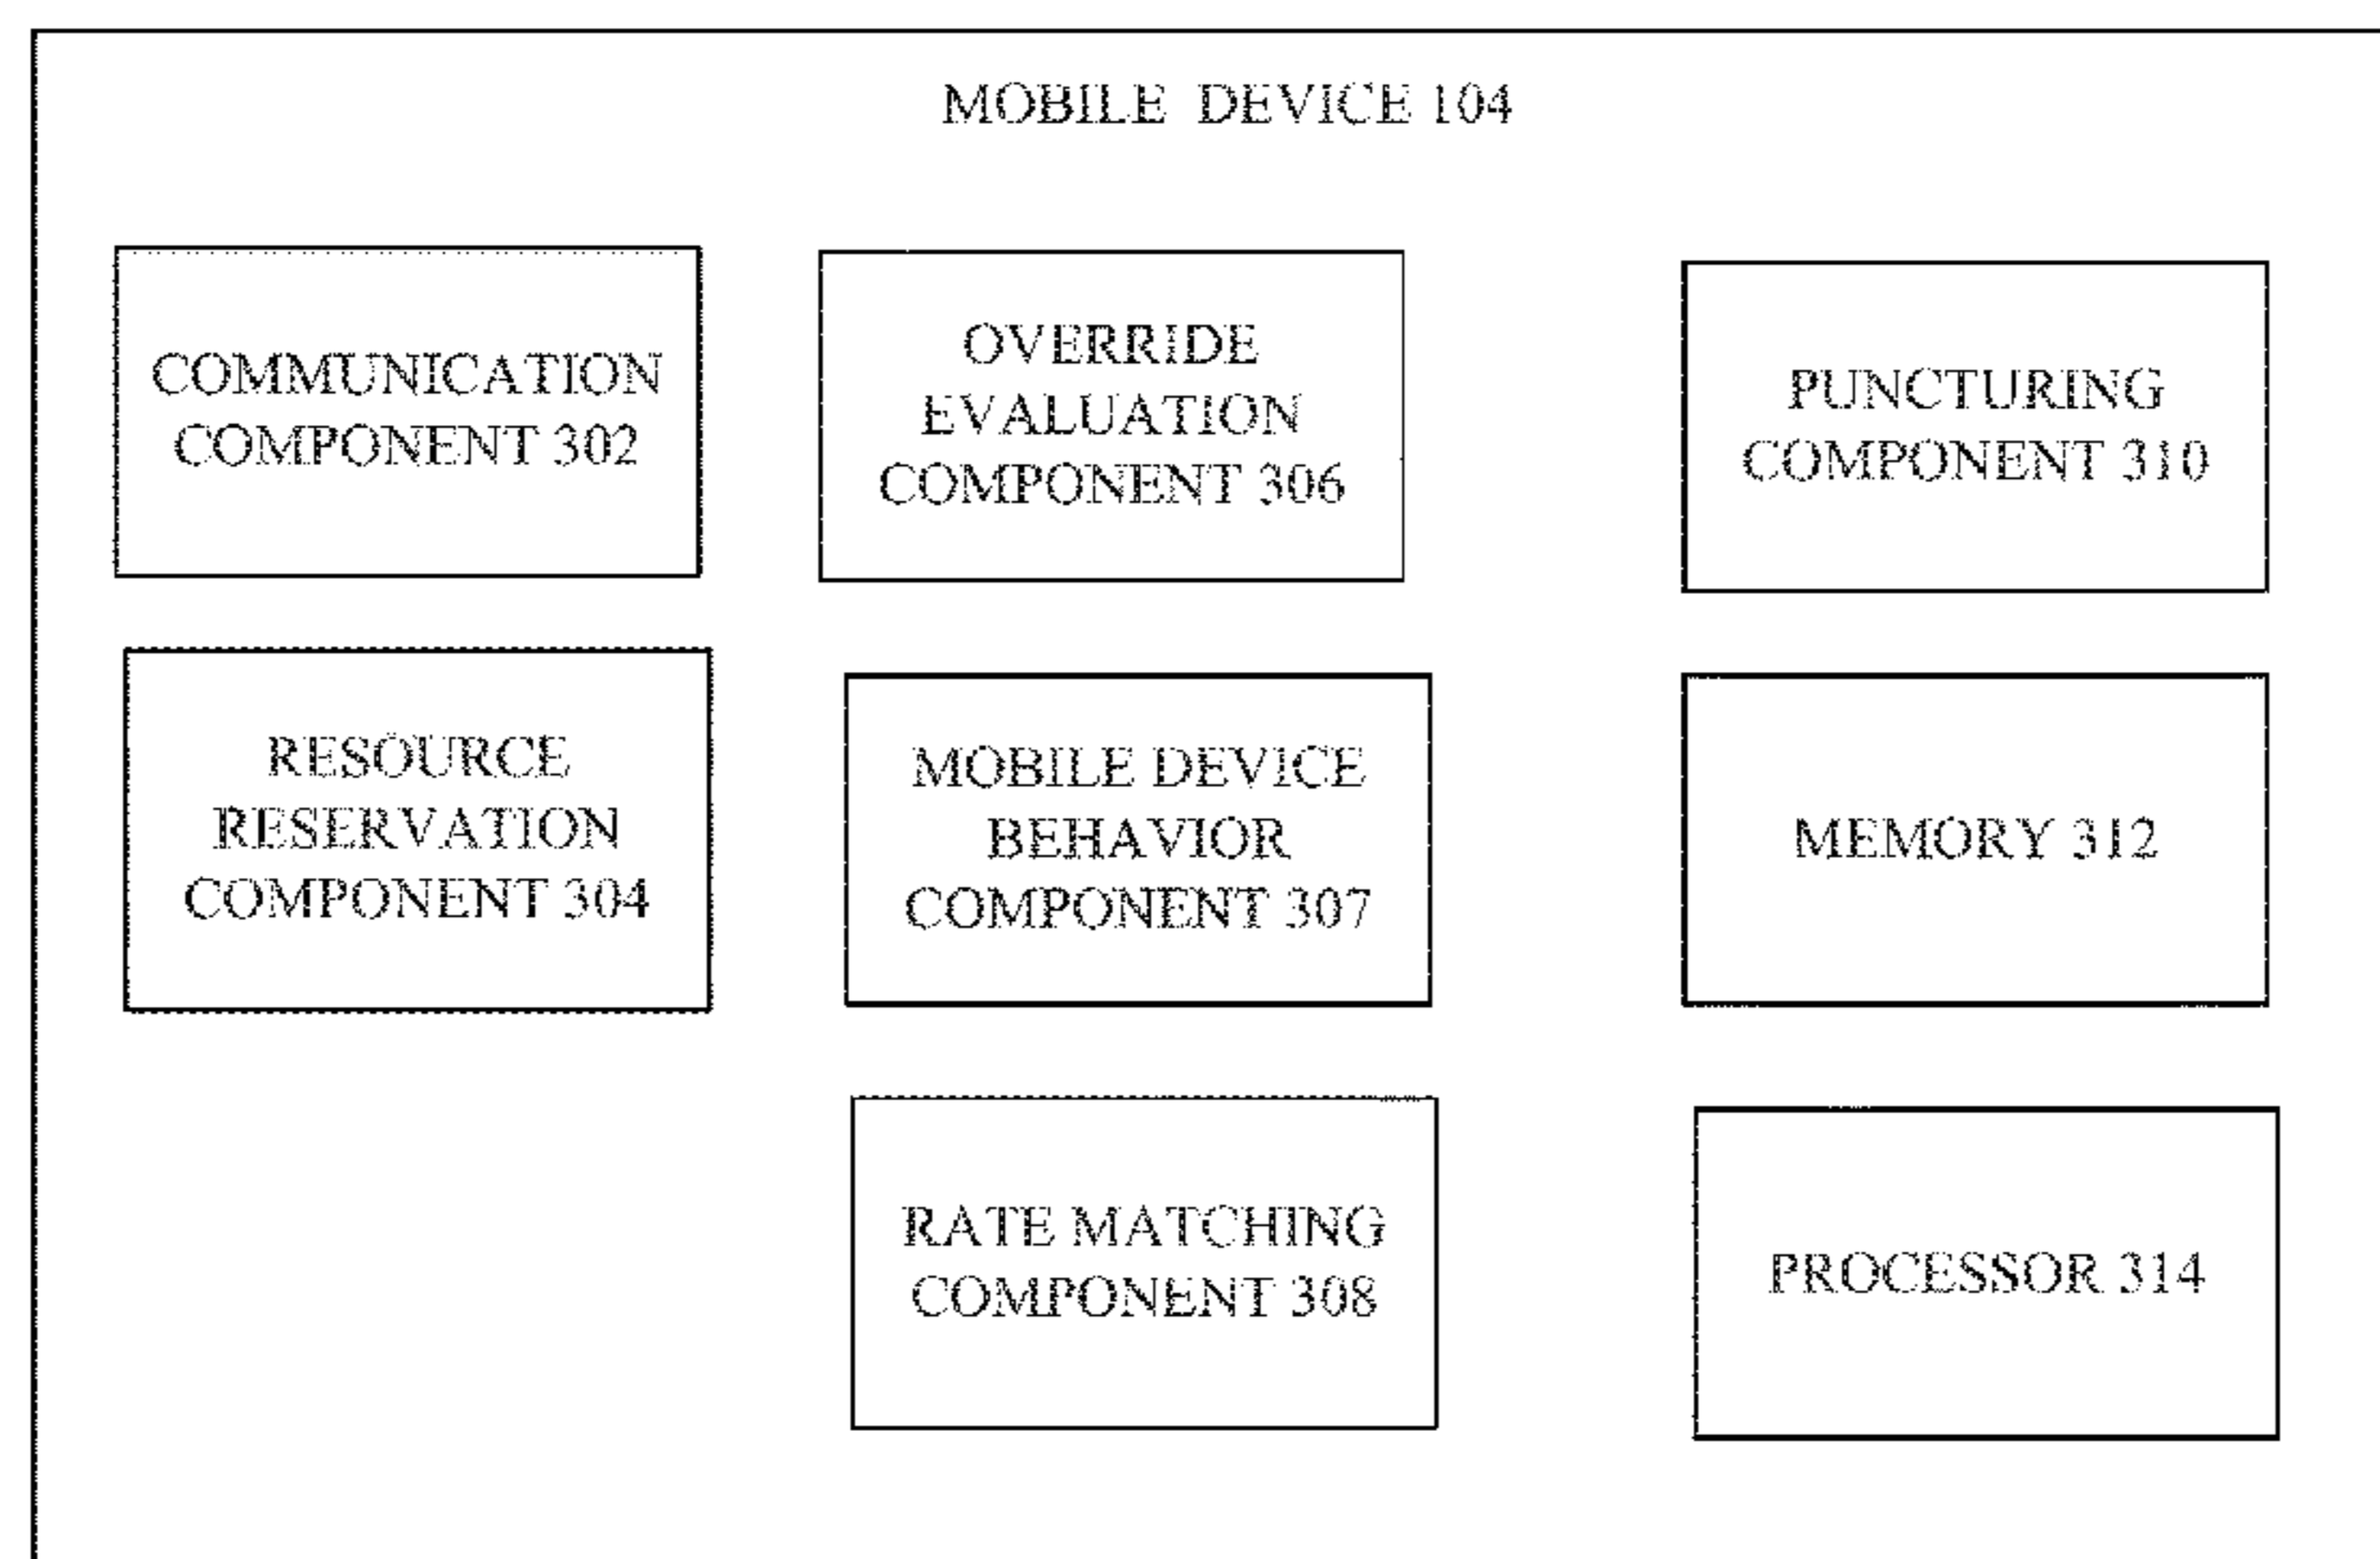 MOBILE DEVICE 104
COMMUNICATION
COMPONENT 302
OVERRIDE
EVALUATION
COMPONENT 306
PUNCTURING
COMPONENT 310
RESOURCE
RESERVATION
COMPONENT 304
MOBILE DEVICE
BEHAVIOR
COMPONENT 307
MEMORY 312
RATE MATCHING
COMPONENT 308
PROCESSOR 314